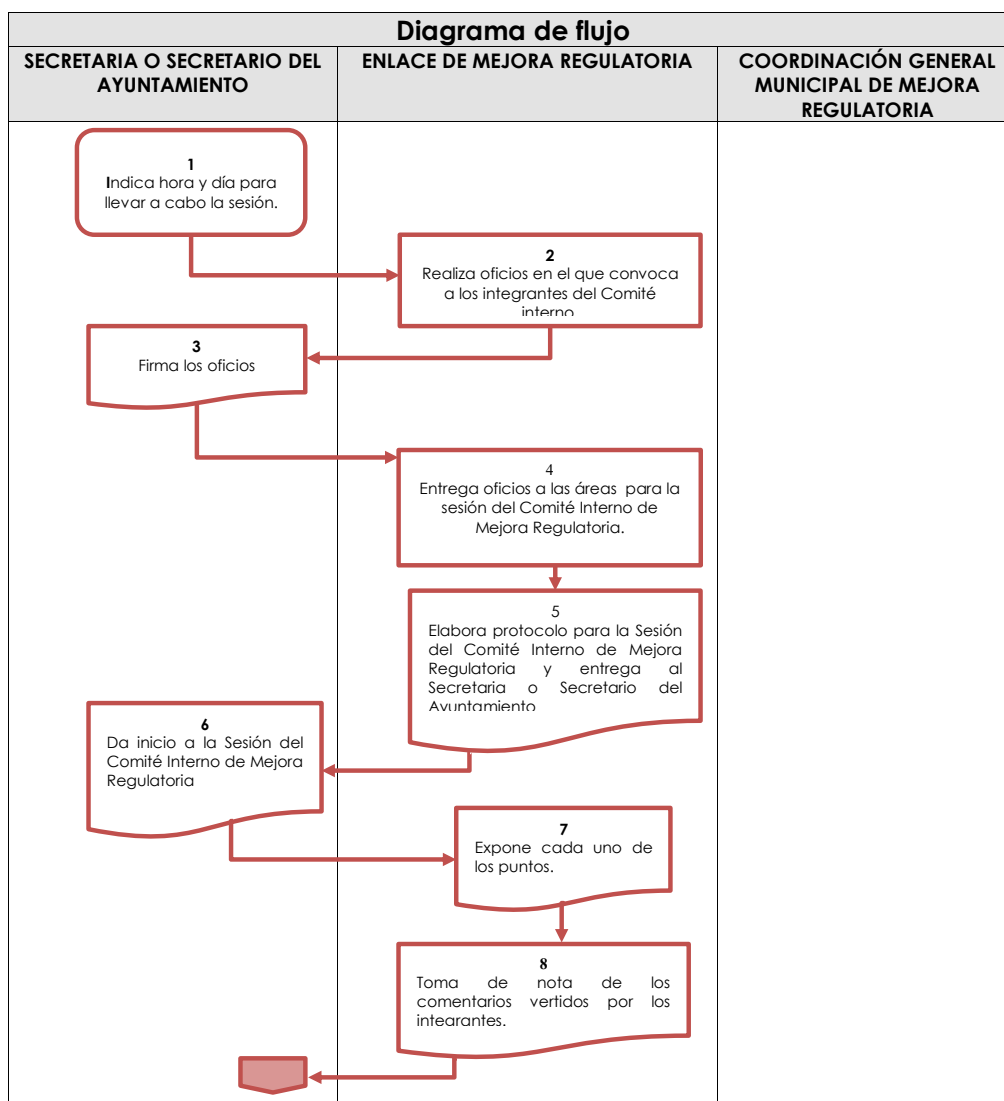 Diagrama de flujo
SECRETARIA O SECRETARIO DEL
AYUNTAMIENTO
ENLACE DE MEJORA REGULATORIA
COORDINACIÓN GENERAL
MUNICIPAL DE MEJORA
REGULATORIA
1
Indica hora y día para
llevar a cabo la sesión.
2
Realiza oficios en el que convoca
a los integrantes del Comité
interno
3
Firma los oficios
4
Entrega oficios a las áreas para la
sesión del Comité Interno de
Mejora Regulatoria.
5
Elabora protocolo para la Sesión
del Comité Interno de Mejora
Regulatoria y entrega al
Secretaria o Secretario del
Ayuntamiento
6
Da inicio a la Sesión del
Comité Interno de Mejora
Regulatoria
7
Expone cada uno de
los puntos.
8
Toma de nota de los
comentarios vertidos por los
integrantes.